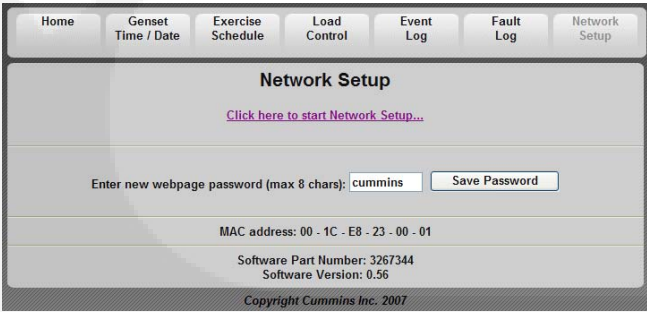 Home Genset Time / Date Exercise Schedule Load Control Event Log Fault Log Network Setup
Network Setup
Click here to start Network Setup...
Enter new webpage password (max 8 chars): cummins Save Password
MAC address: 00 - 1C - E8 - 23 - 00 - 01
Software Part Number: 3267344
Software Version: 0.56
Copyright Cummins Inc. 2007